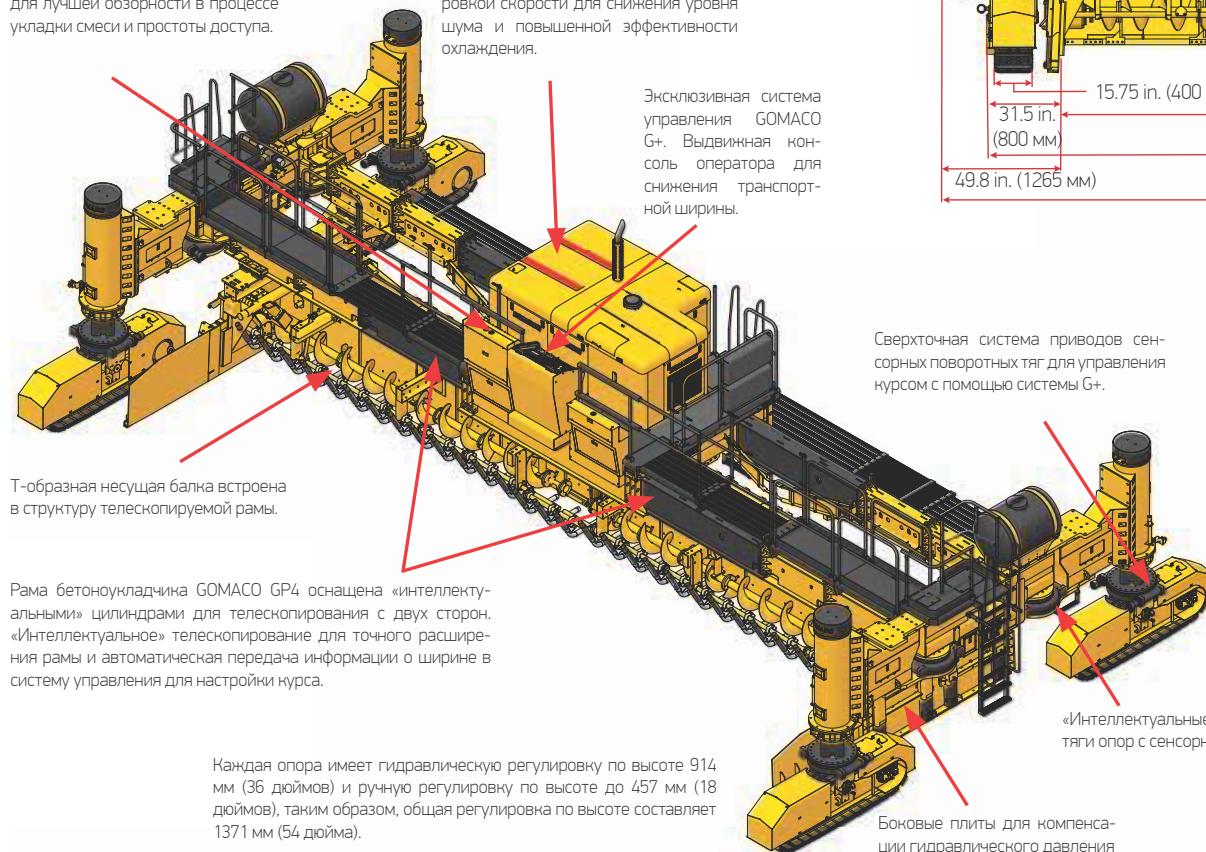 для лучшей обзорности в процессе
укладки смеси и простоты доступа.
ровкой скорости для снижения уровня
шума и повышенной эффективности
охлаждения.
Эксклюзивная система
управления GOMACO
G+. Выдвижная кон-
соль оператора для
снижения транспорт-
ной ширины.
15.75 in. (400
31.5 in.
(800 мм)
49.8 in. (1265 мм)
Сверхточная система приводов сен-
сорных поворотных тяг для управления
курсом с помощью системы G+.
Т-образная несущая балка встроена
в структуру телескопируемой рамы.
Рама бетоноукладчика GOMACO GP4 оснащена «интеллекту-
альными» цилиндрами для телескопирования с двух сторон.
«Интеллектуальное» телескопирование для точного расшире-
ния рамы и автоматическая передача информации о ширине в
систему управления для настройки курса.
«Интеллектуальные
тяги опор с сенсорн
Каждая опора имеет гидравлическую регулировку по высоте 914
мм (36 дюймов) и ручную регулировку по высоте до 457 мм (18
дюймов), таким образом, общая регулировка по высоте составляет
1371 мм (54 дюйма).
Боковые плиты для компенса-
ции гидравлического давления